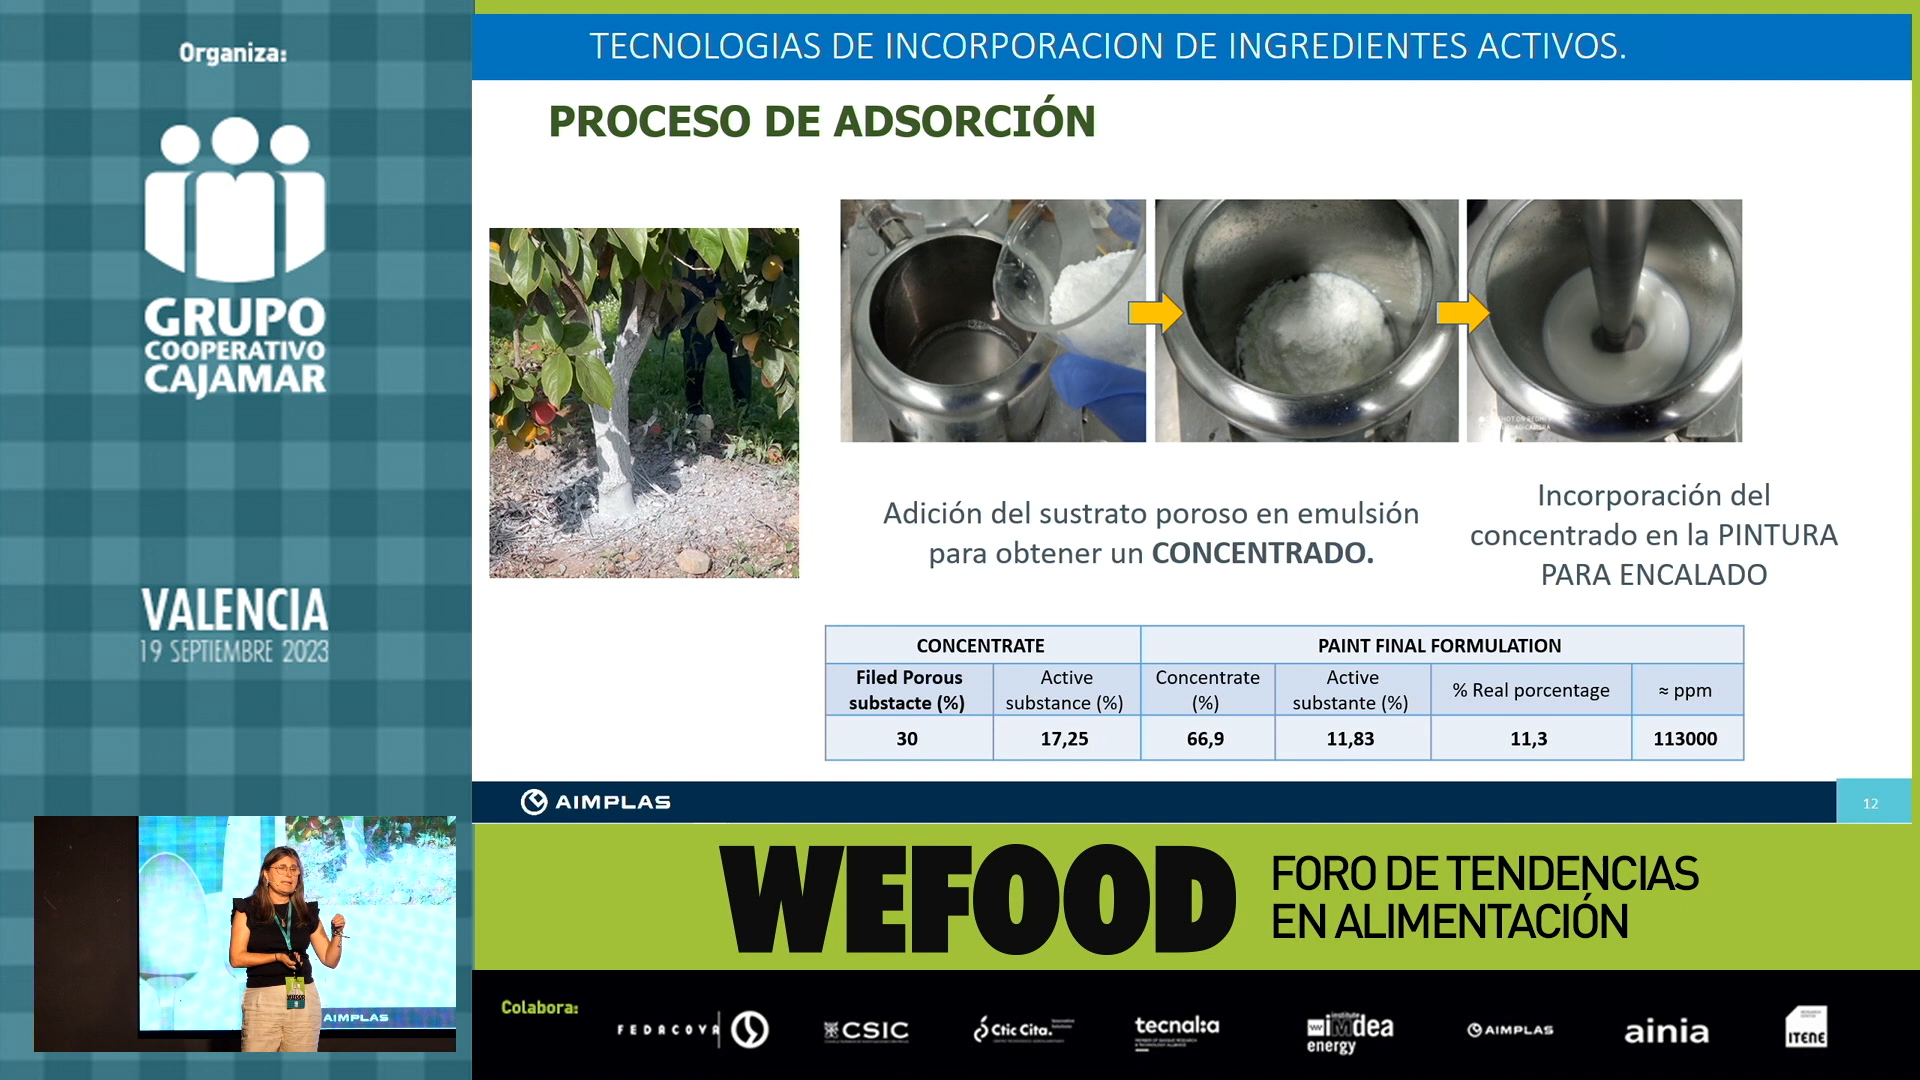 Organiza:
GRUPO
COOPERATIVO
CAJAMAR
VALENCIA
19 SEPTIEMBRE 2023
TECNOLOGIAS DE INCORPORACION DE INGREDIENTES ACTIVOS.
PROCESO DE ADSORCIÓN
Adición del sustrato poroso en emulsión
para obtener un CONCENTRADO.
Incorporación del
concentrado en la PINTURA
PARA ENCALADO
CONCENTRATE PAINT FINAL FORMULATION
Filed Porous
substacte (%)
Active
substance (%)
Concentrate
(%)
Active
substante (%)
% Real porcentage
≈ ppm
30 17,25 66,9 11,83 11,3 113000
AIMPLAS
12
AIMPLAS
WEFOOD
FORO DE TENDENCIAS
EN ALIMENTACIÓN
Colabora:
FEDACOVA
CSIC
Ctic Cita.
tecnalia
institute
imdea
energy
AIMPLAS
ainia
ITENE